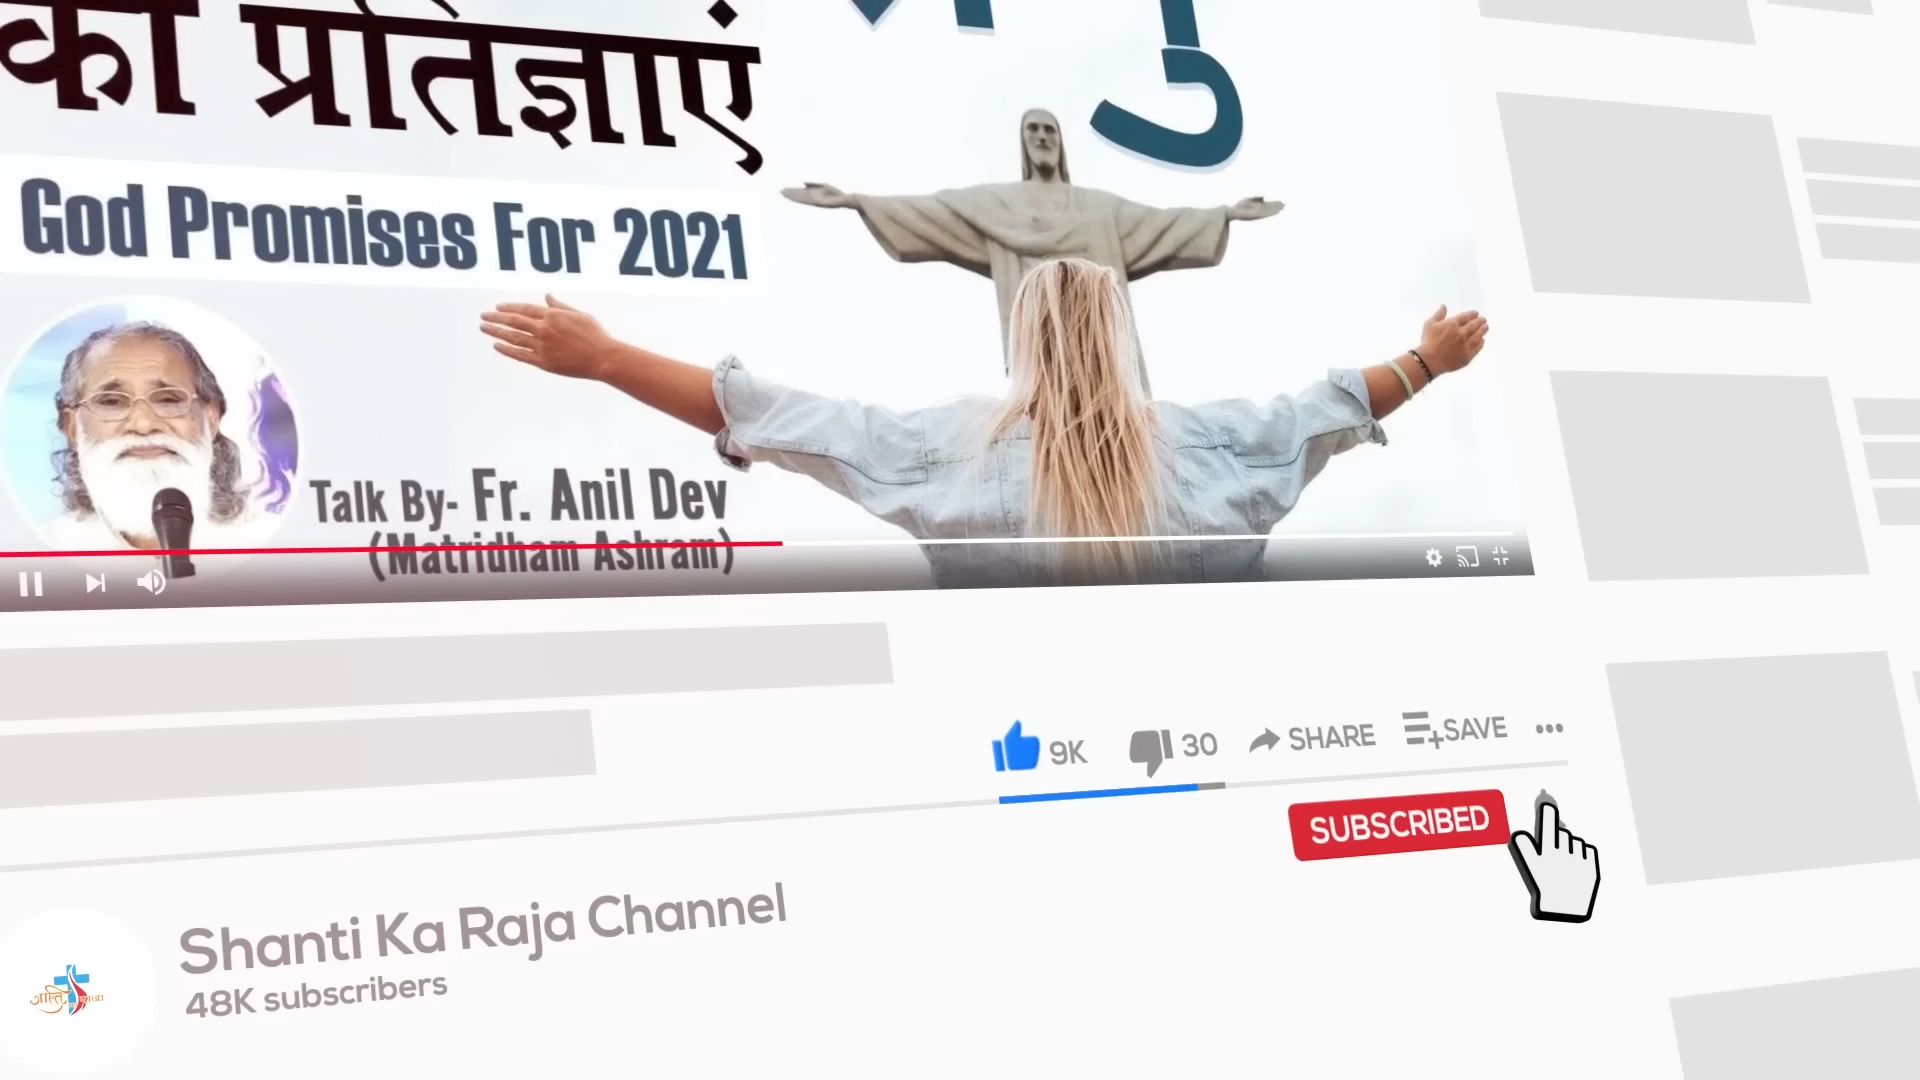 की प्रतिज्ञाएं
God Promises For 2021
Talk By- Fr. Anil Dev
(Matridham Ashram)
9K 30 SHARE SAVE
SUBSCRIBED
Shanti Ka Raja Channel
48K subscribers